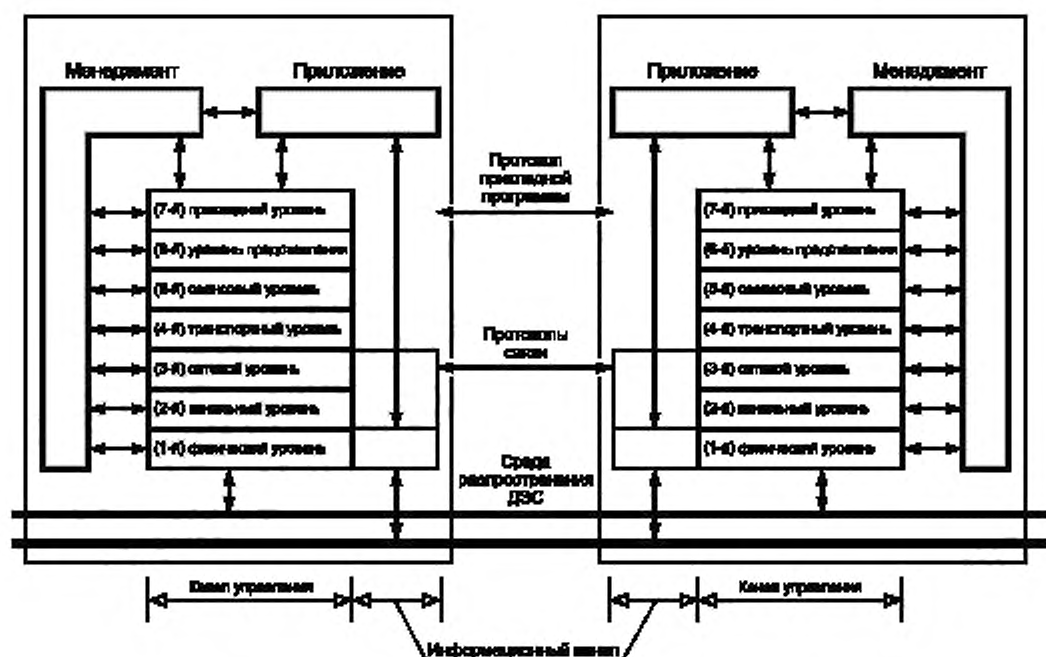 Менеджмент
Приложение
Приложение
Менеджмент
Протокол
прикладной
программы
(7-й) прикладной уровень
(6-й) уровень представления
(5-й) сеансовый уровень
(4-й) транспортный уровень
(3-й) сетевой уровень
(2-й) канальный уровень
(1-й) физический уровень
(7-й) прикладной уровень
(6-й) уровень представления
(5-й) сеансовый уровень
(4-й) транспортный уровень
(3-й) сетевой уровень
(2-й) канальный уровень
(1-й) физический уровень
Протоколы
связи
Среда
распространения
ДЭС
Канал управления
Канал управления
Информационный канал